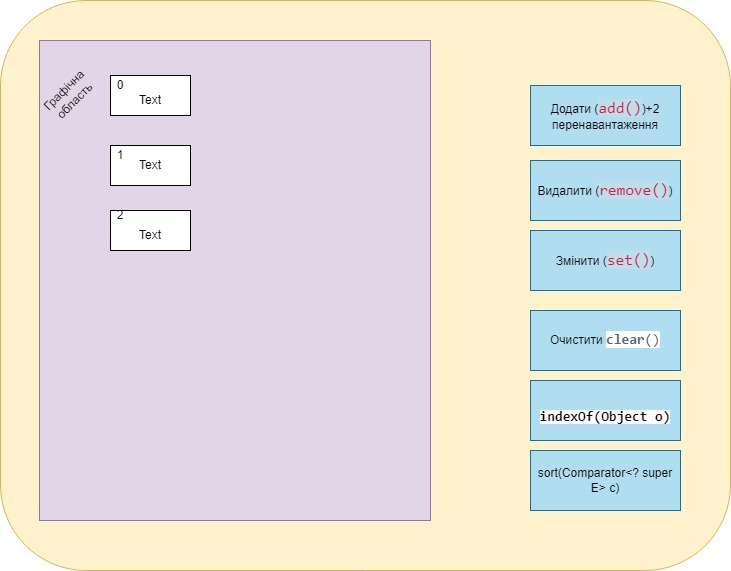 Графічна
область
0
Text
1
Text
2
Text
Додати (add())+2
перенавантаження
Видалити (remove())
Змінити (set())
Очистити clear()
indexOf(Object o)
sort(Comparator<? super
E> c)